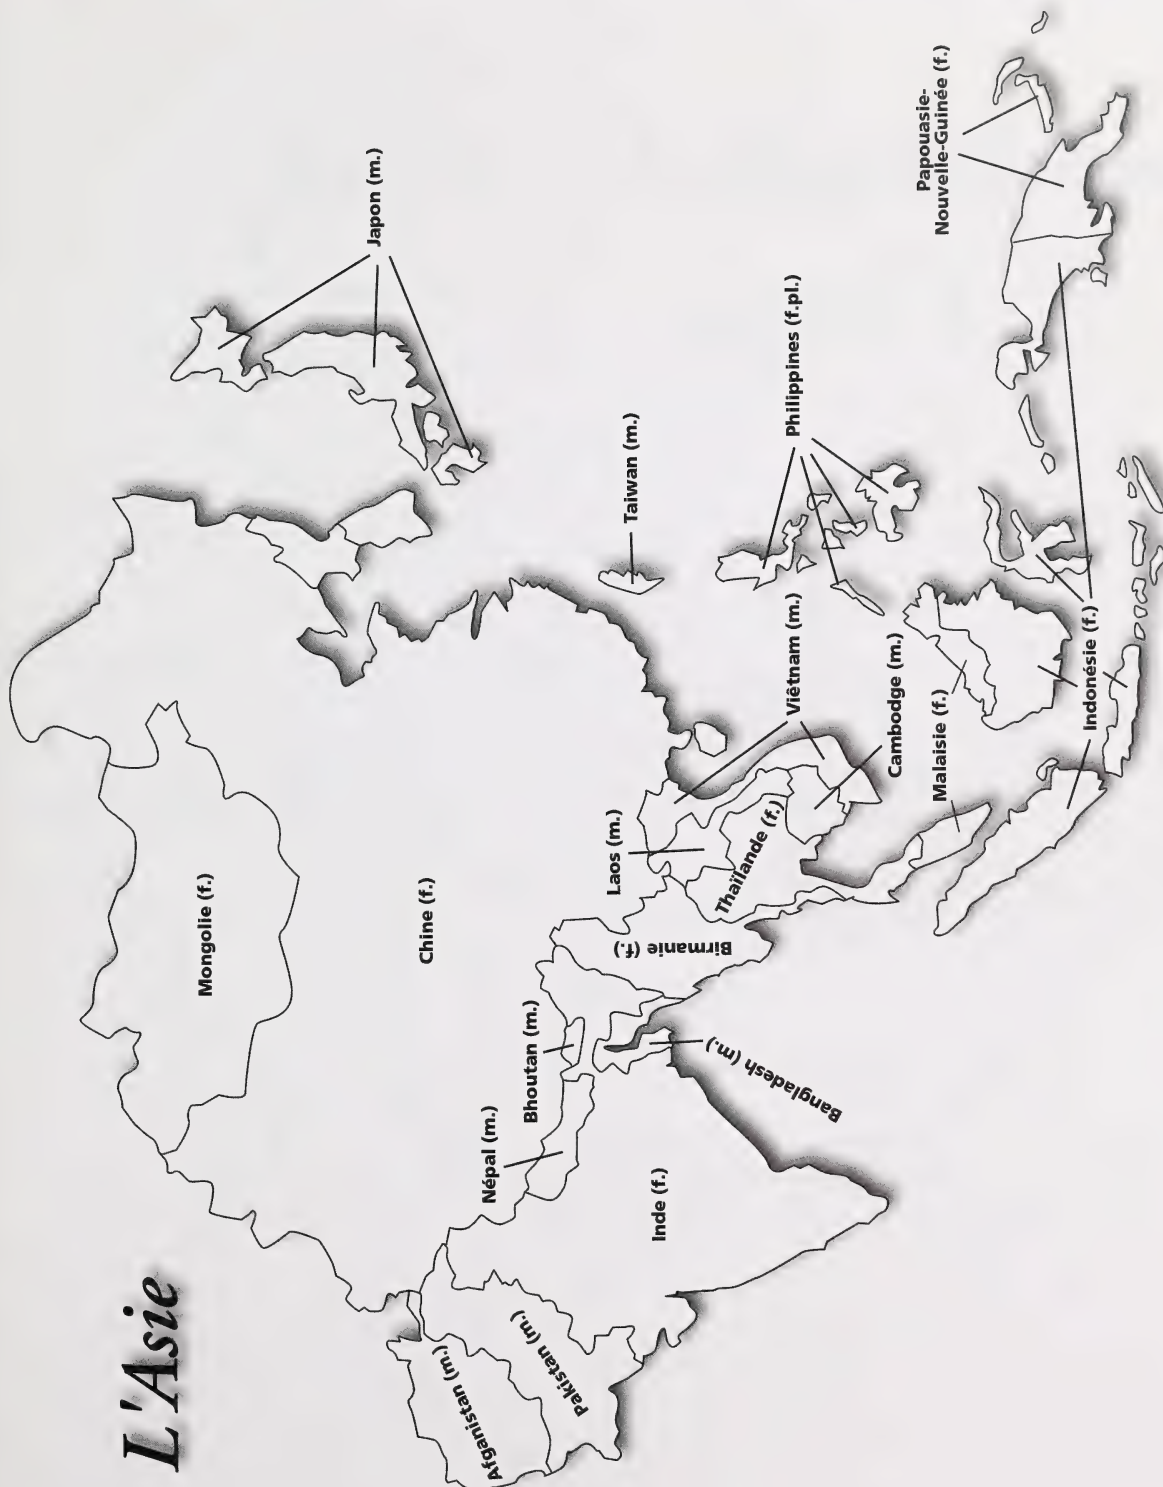 L'Asie
Mongolie (f.)
Chine (f.)
Japon (m.)
Taiwan (m.)
Afganistan (m.)
Pakistan (m.)
Népal (m.)
Bhoutan (m.)
Inde (f.)
Bangladesh (m.)
Birmanie (f.)
Laos (m.)
Thaïlande (f.)
Viêtnam (m.)
Cambodge (m.)
Malaisie (f.)
Philippines (f.pl.)
Indonésie (f.)
Papouasie-
Nouvelle-Guinée (f.)